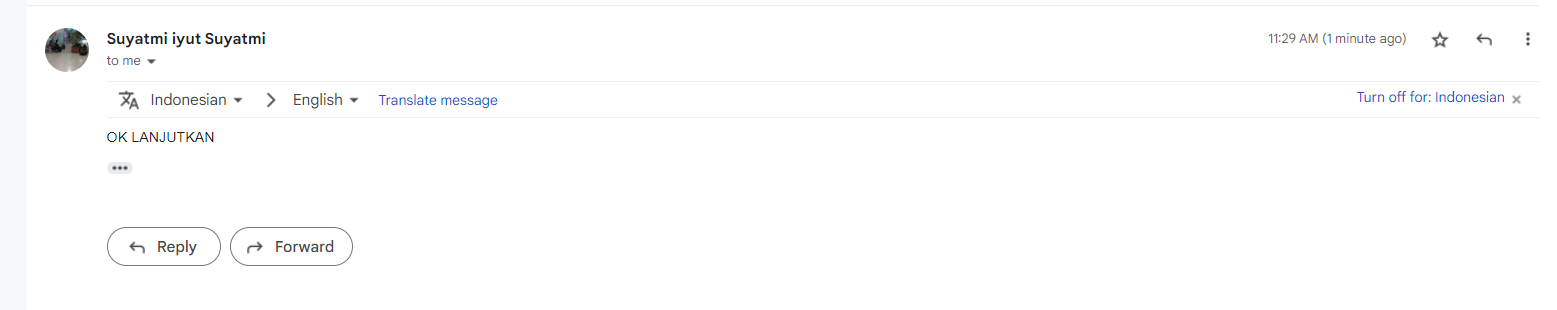 Suyatmi iyut Suyatmi
11:29 AM (1 minute ago)
to me
Indonesian > English Translate message
Turn off for: Indonesian ×
OK LANJUTKAN
•••
Reply Forward